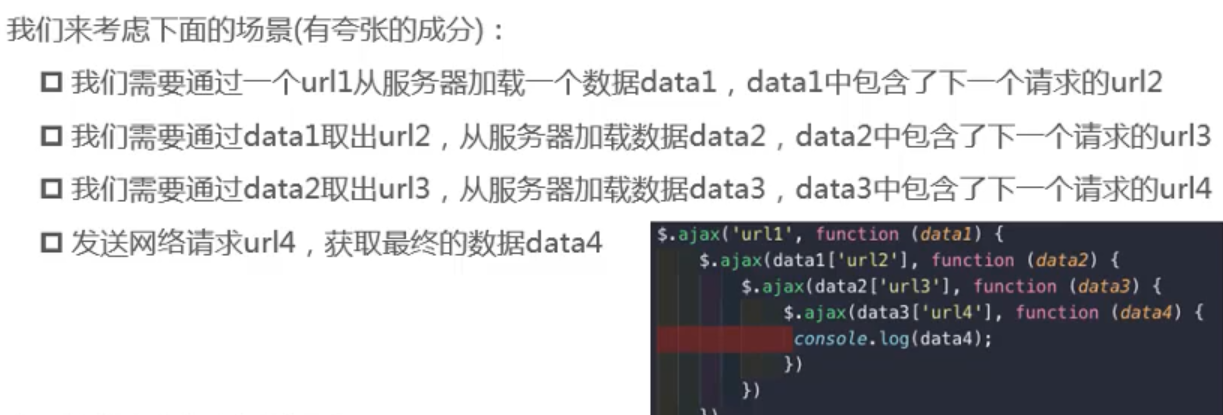 我们来考虑下面的场景(有夸张的成分)：
我们需要通过一个url1从服务器加载一个数据data1，data1中包含了下一个请求的url2
我们需要通过data1取出url2，从服务器加载数据data2，data2中包含了下一个请求的url3
我们需要通过data2取出url3，从服务器加载数据data3，data3中包含了下一个请求的url4
发送网络请求url4，获取最终的数据data4
$.ajax('url1', function (data1) {
$.ajax(data1['url2'], function (data2) {
$.ajax(data2['url3'], function (data3) {
$.ajax(data3['url4'], function (data4) {
console.log(data4);
})
})
})